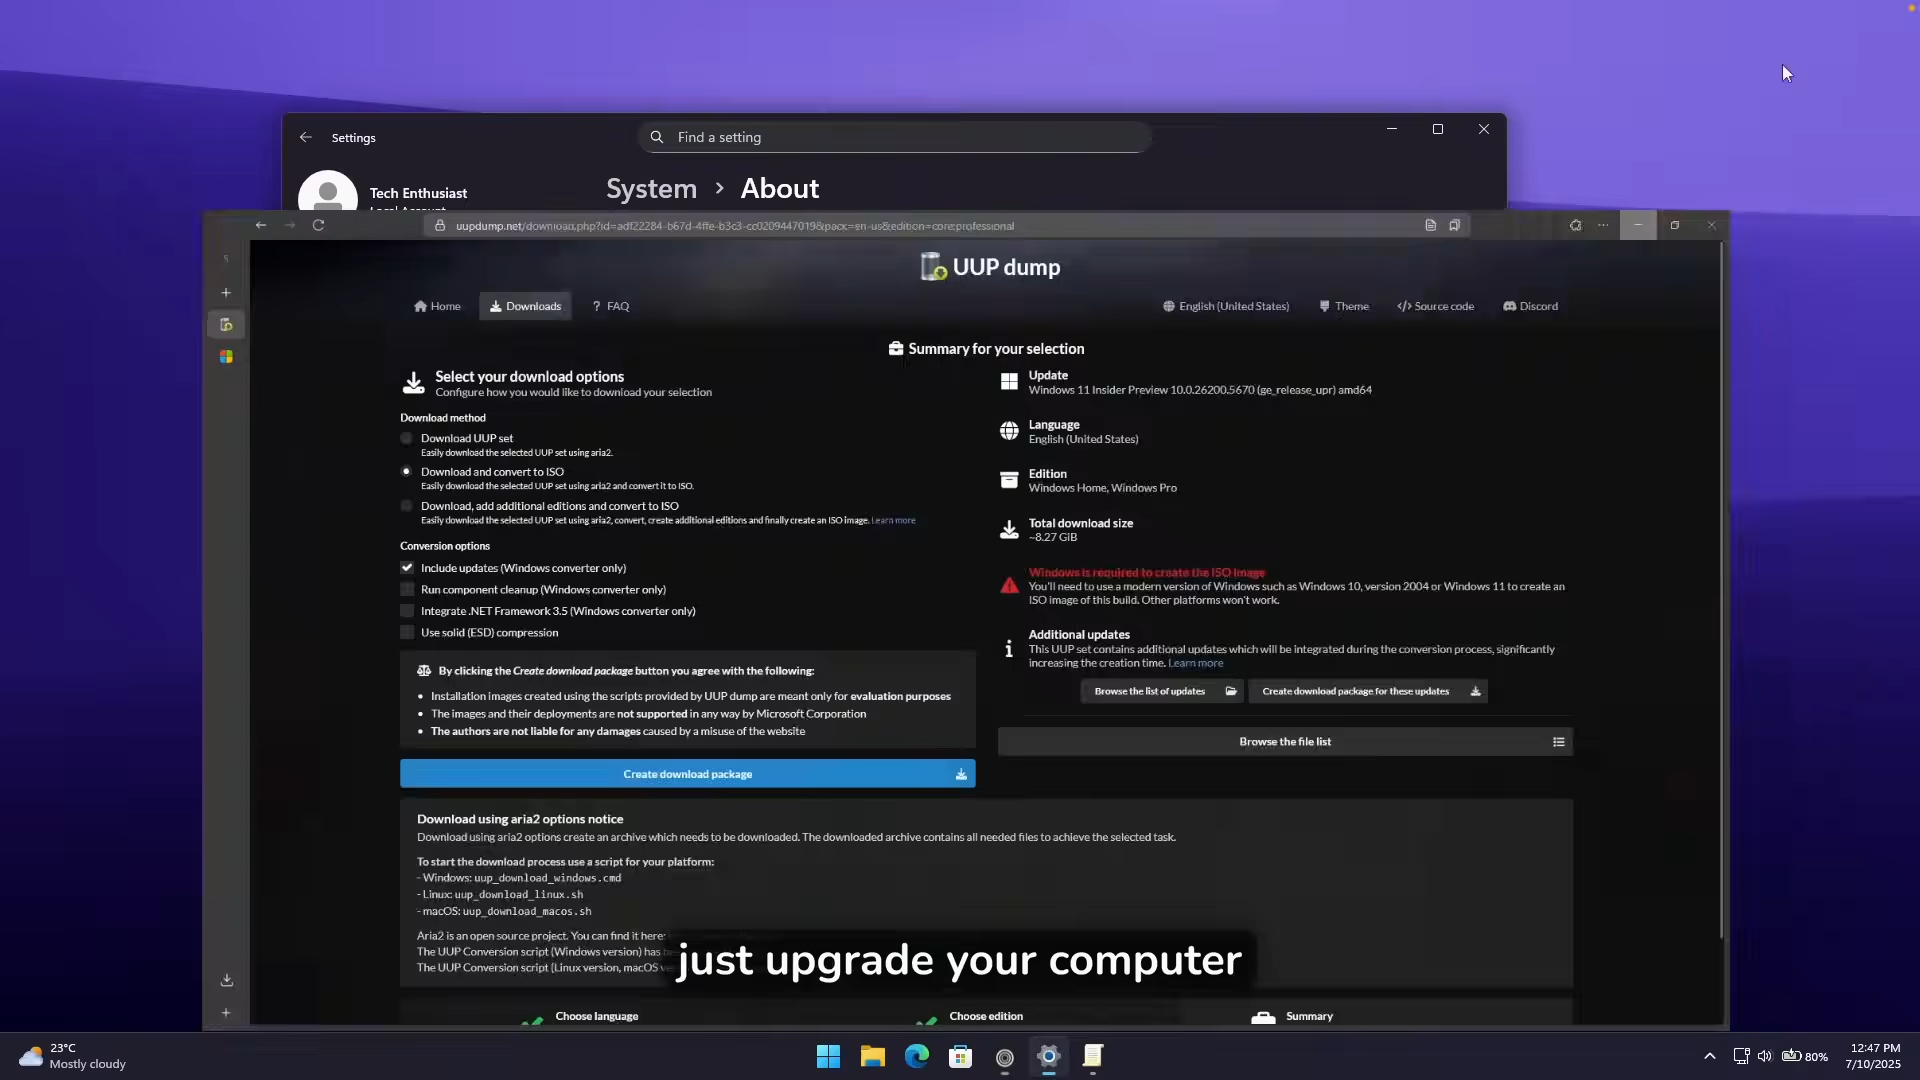 Settings
Find a setting
Tech Enthusiast
System > About
uupdump.net/download.php?id=adf22284-b67d-4ffe-b3c3-cc0209447019&pack=en-us&edition=core;professional
UUP dump
Home
Downloads
? FAQ
English (United States)
Theme
</> Source code
Discord
Summary for your selection
Select your download options
Configure how you would like to download your selection
Download method
Download UUP set
Easily download the selected UUP set using aria2.
Download and convert to ISO
Easily download the selected UUP set using aria2 and convert it to ISO.
Download, add additional editions and convert to ISO
Easily download the selected UUP set using aria2, convert, create additional editions and finally create an ISO image. Learn more
Conversion options
Include updates (Windows converter only)
Run component cleanup (Windows converter only)
Integrate .NET Framework 3.5 (Windows converter only)
Use solid (ESD) compression
By clicking the Create download package button you agree with the following:
• Installation images created using the scripts provided by UUP dump are meant only for evaluation purposes
• The images and their deployments are not supported in any way by Microsoft Corporation
• The authors are not liable for any damages caused by a misuse of the website
Create download package
Update
Windows 11 Insider Preview 10.0.26200.5670 (ge_release_upr) amd64
Language
English (United States)
Edition
Windows Home, Windows Pro
Total download size
~8.27 GiB
Windows is required to create the ISO image
You'll need to use a modern version of Windows such as Windows 10, version 2004 or Windows 11 to create an
ISO image of this build. Other platforms won't work.
Additional updates
This UUP set contains additional updates which will be integrated during the conversion process, significantly
increasing the creation time. Learn more
Browse the list of updates
Create download package for these updates
Browse the file list
Download using aria2 options notice
Download using aria2 options create an archive which needs to be downloaded. The downloaded archive contains all needed files to achieve the selected task.
To start the download process use a script for your platform:
- Windows: uup_download_windows.cmd
- Linux: uup_download_linux.sh
- macOS: uup_download_macos.sh
Aria2 is an open source project. You can find it here:
The UUP Conversion script (Windows version) has
The UUP Conversion script (Linux version, macOS
just upgrade your computer
Choose language
Choose edition
Summary
23°C
Mostly cloudy
80%
12:47 PM
7/10/2025